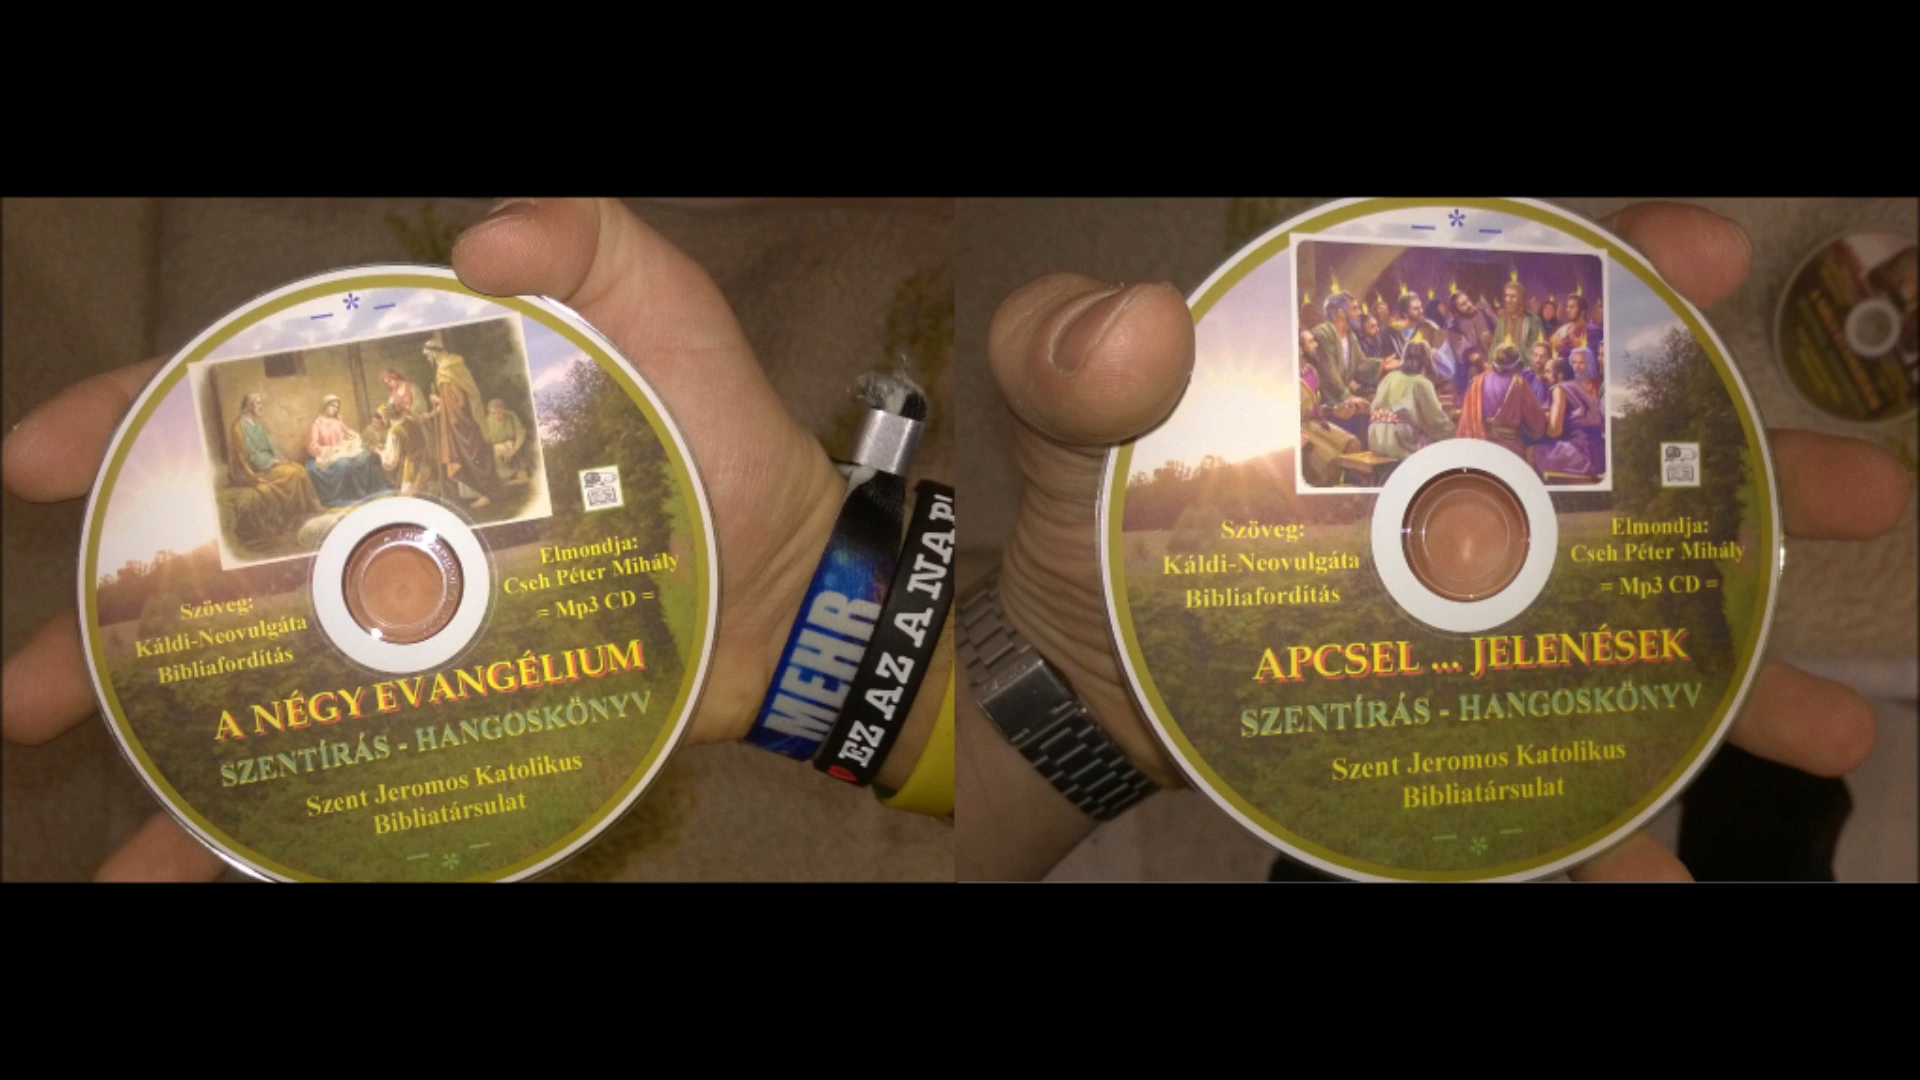 – * –
Szöveg:
Káldi-Neovulgáta
Bibliafordítás
Elmondja:
Cseh Péter Mihály
= Mp3 CD =
A NÉGY EVANGÉLIUM
SZENTÍRÁS - HANGOSKÖNYV
Szent Jeromos Katolikus
Bibliatársulat
– * –
MEHR
EZ AZ A NAP!
– * –
Szöveg:
Káldi-Neovulgáta
Bibliafordítás
Elmondja:
Cseh Péter Mihály
= Mp3 CD =
APCSEL ... JELENÉSEK
SZENTÍRÁS - HANGOSKÖNYV
Szent Jeromos Katolikus
Bibliatársulat
– * –